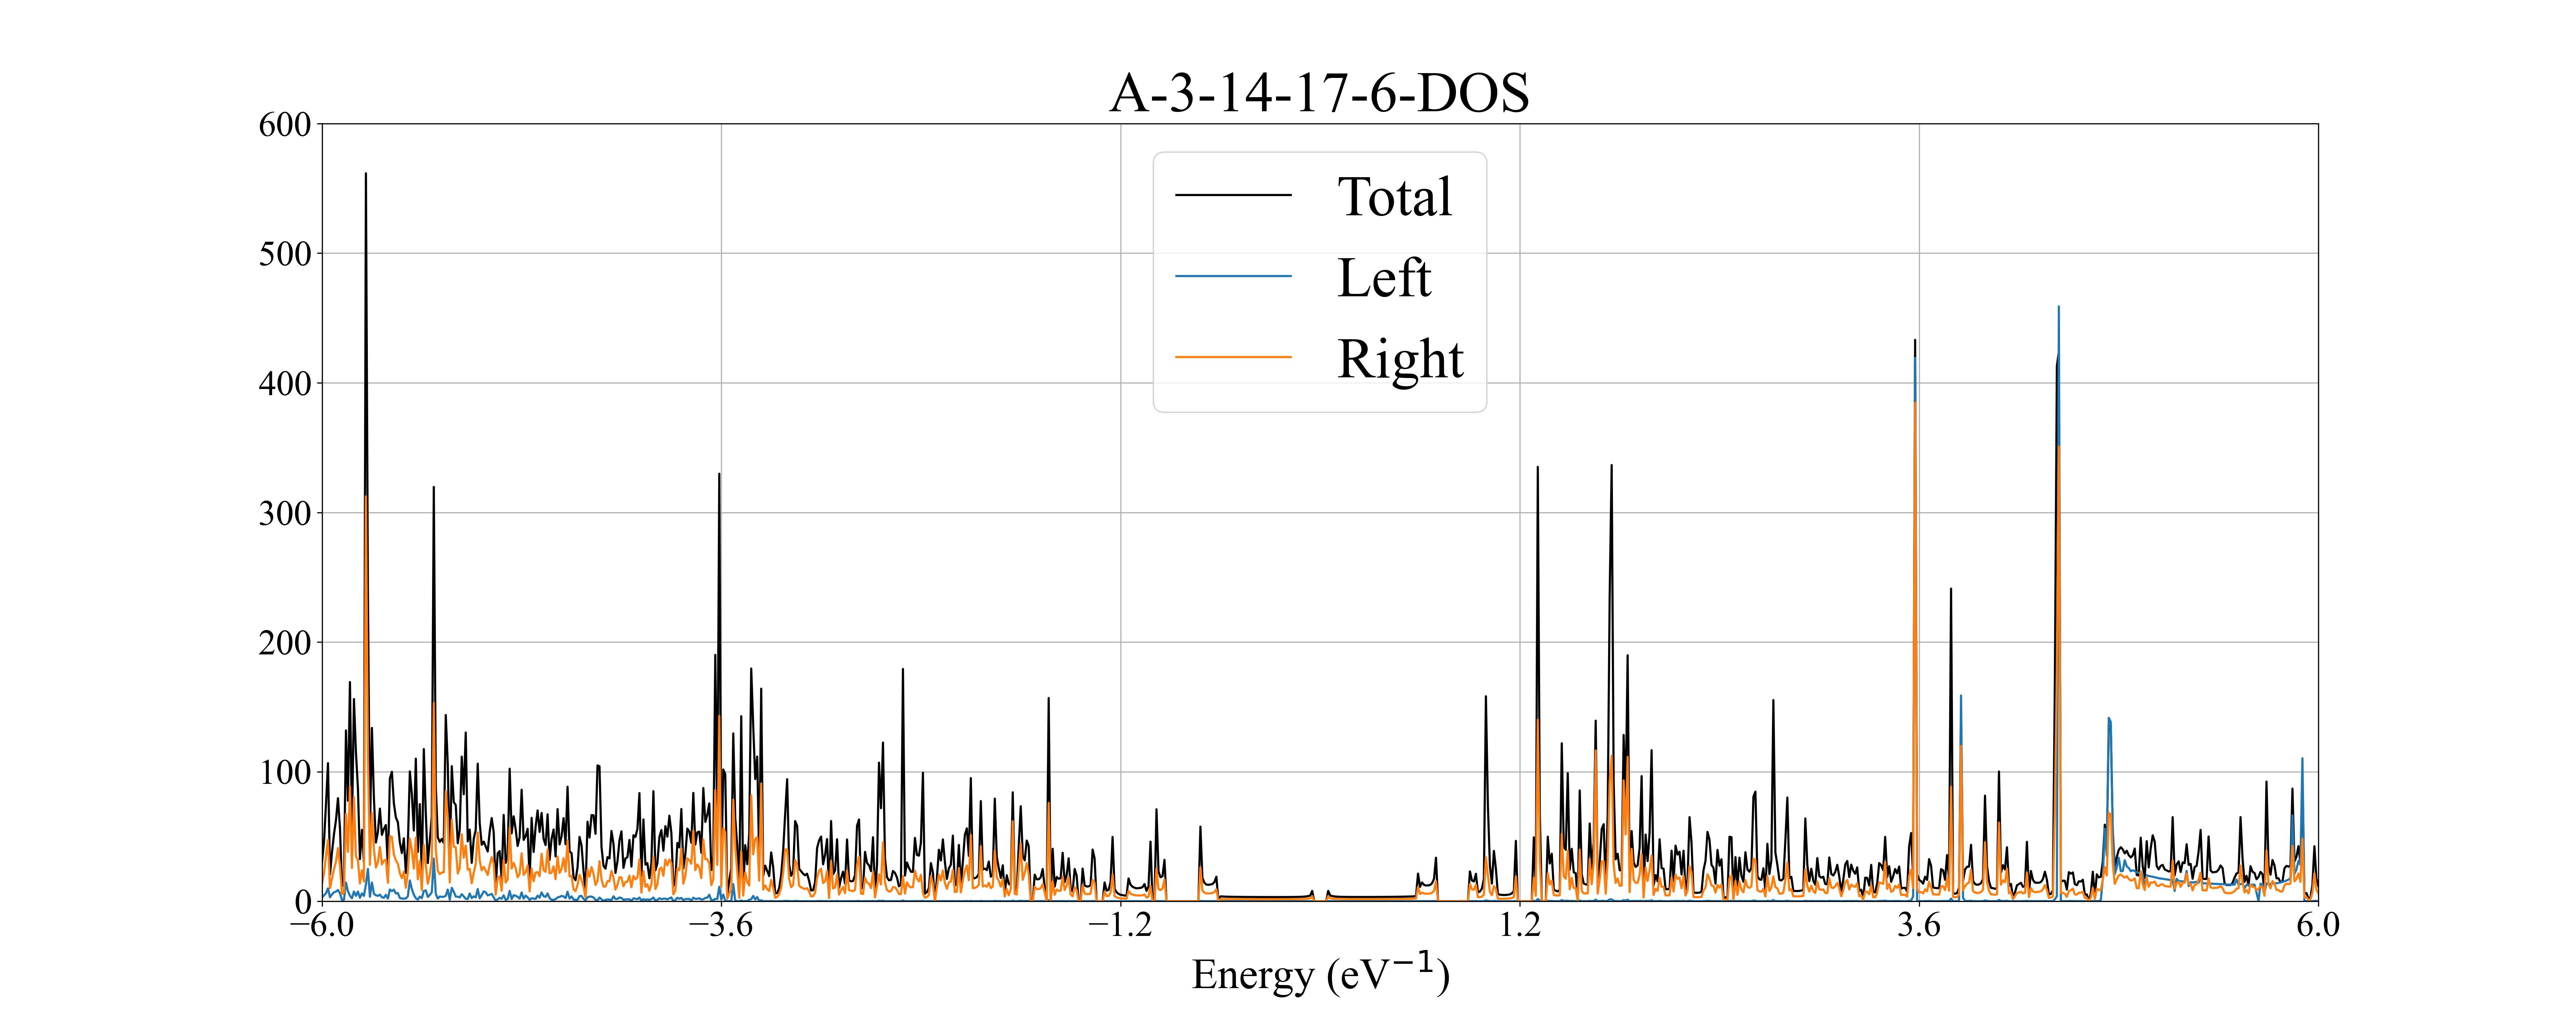 A-3-14-17-6-DOS
600
500
400
300
200
100
0
Total
Left
Right
−6.0 −3.6 −1.2 1.2 3.6 6.0
Energy (eV⁻¹)